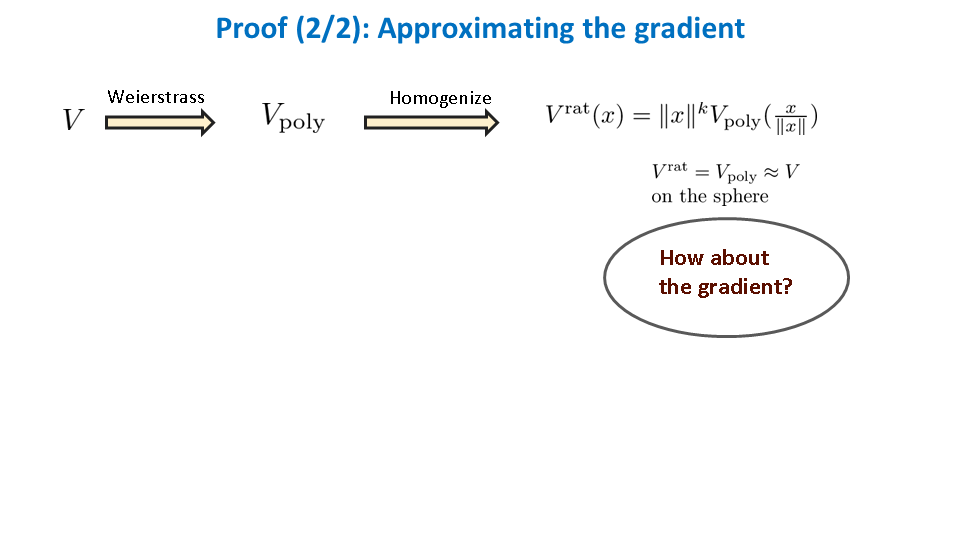 Proof (2/2): Approximating the gradient
Weierstrass
Homogenize
$V$
$V_{\text{poly}}$
$V^{\text{rat}}(x) = \|x\|^k V_{\text{poly}}(\frac{x}{\|x\|})$
$V^{\text{rat}} = V_{\text{poly}} \approx V$
on the sphere
How about
the gradient?